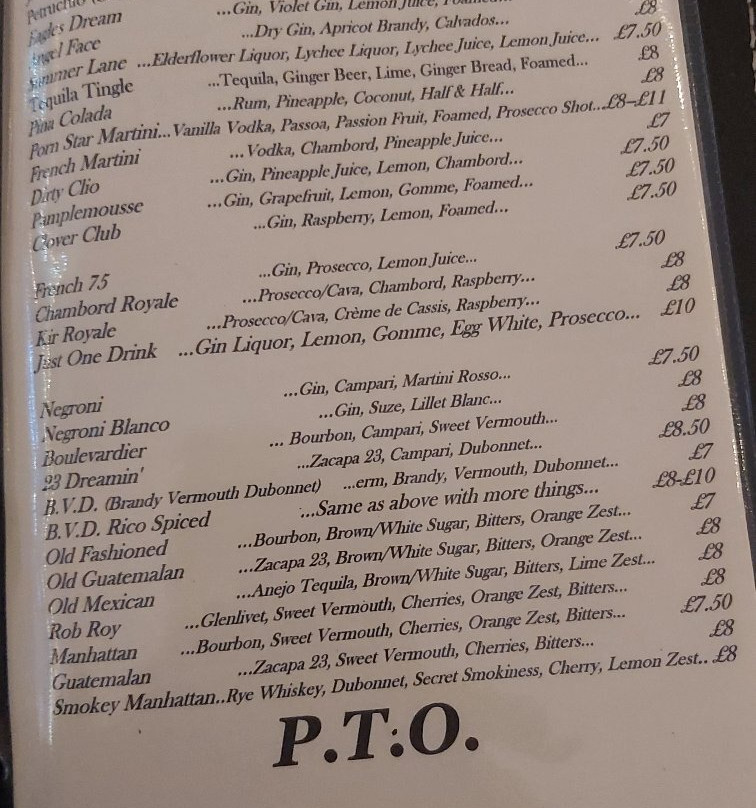 Eagles Dream ...Gin, Violet Gin, Lemon Juice,
Angel Face ...Dry Gin, Apricot Brandy, Calvados... £8
Summer Lane ...Elderflower Liquor, Lychee Liquor, Lychee Juice, Lemon Juice... £7.50
Tequila Tingle ...Tequila, Ginger Beer, Lime, Ginger Bread, Foamed... £8
Pina Colada ...Rum, Pineapple, Coconut, Half & Half... £8
Porn Star Martini...Vanilla Vodka, Passoa, Passion Fruit, Foamed, Prosecco Shot...£8–£11
French Martini ...Vodka, Chambord, Pineapple Juice... £7
Dirty Clio ...Gin, Pineapple Juice, Lemon, Chambord... £7.50
Pamplemousse ...Gin, Grapefruit, Lemon, Gomme, Foamed... £7.50
Clover Club ...Gin, Raspberry, Lemon, Foamed... £7.50
French 75 ...Gin, Prosecco, Lemon Juice... £7.50
Chambord Royale ...Prosecco/Cava, Chambord, Raspberry... £8
Kir Royale ...Prosecco/Cava, Crème de Cassis, Raspberry... £8
Just One Drink ...Gin Liquor, Lemon, Gomme, Egg White, Prosecco... £10
Negroni ...Gin, Campari, Martini Rosso... £7.50
Negroni Blanco ...Gin, Suze, Lillet Blanc... £8
Boulevardier ... Bourbon, Campari, Sweet Vermouth... £8
23 Dreamin' ...Zacapa 23, Campari, Dubonnet... £8.50
B.V.D. (Brandy Vermouth Dubonnet) ...erm, Brandy, Vermouth, Dubonnet... £7
B.V.D. Rico Spiced ...Same as above with more things... £8-£10
Old Fashioned ...Bourbon, Brown/White Sugar, Bitters, Orange Zest... £7
Old Guatemalan ...Zacapa 23, Brown/White Sugar, Bitters, Orange Zest... £8
Old Mexican ...Anejo Tequila, Brown/White Sugar, Bitters, Lime Zest... £8
Rob Roy ...Glenlivet, Sweet Vermouth, Cherries, Orange Zest, Bitters... £8
Manhattan ...Bourbon, Sweet Vermouth, Cherries, Orange Zest, Bitters... £7.50
Guatemalan ...Zacapa 23, Sweet Vermouth, Cherries, Bitters... £8
Smokey Manhattan..Rye Whiskey, Dubonnet, Secret Smokiness, Cherry, Lemon Zest.. £8
P.T.O.